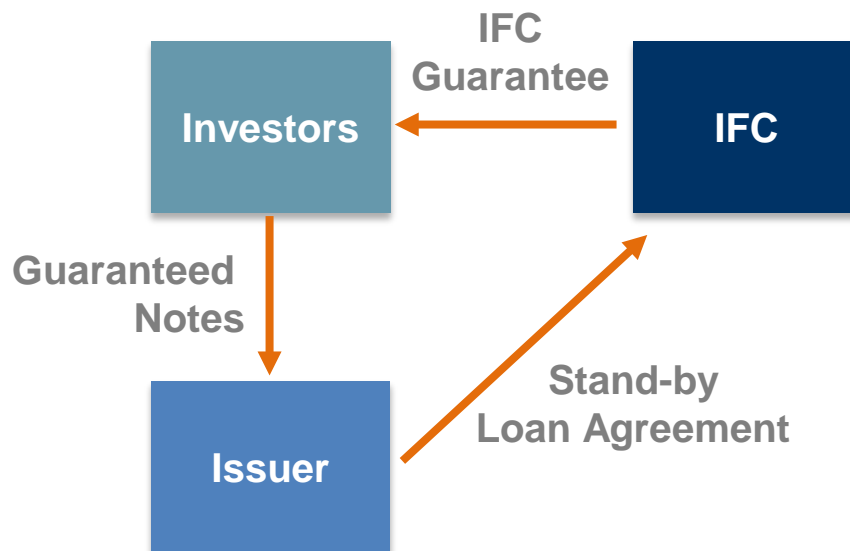 IFC
Guarantee
Investors
IFC
Guaranteed
Notes
Stand-by
Loan Agreement
Issuer